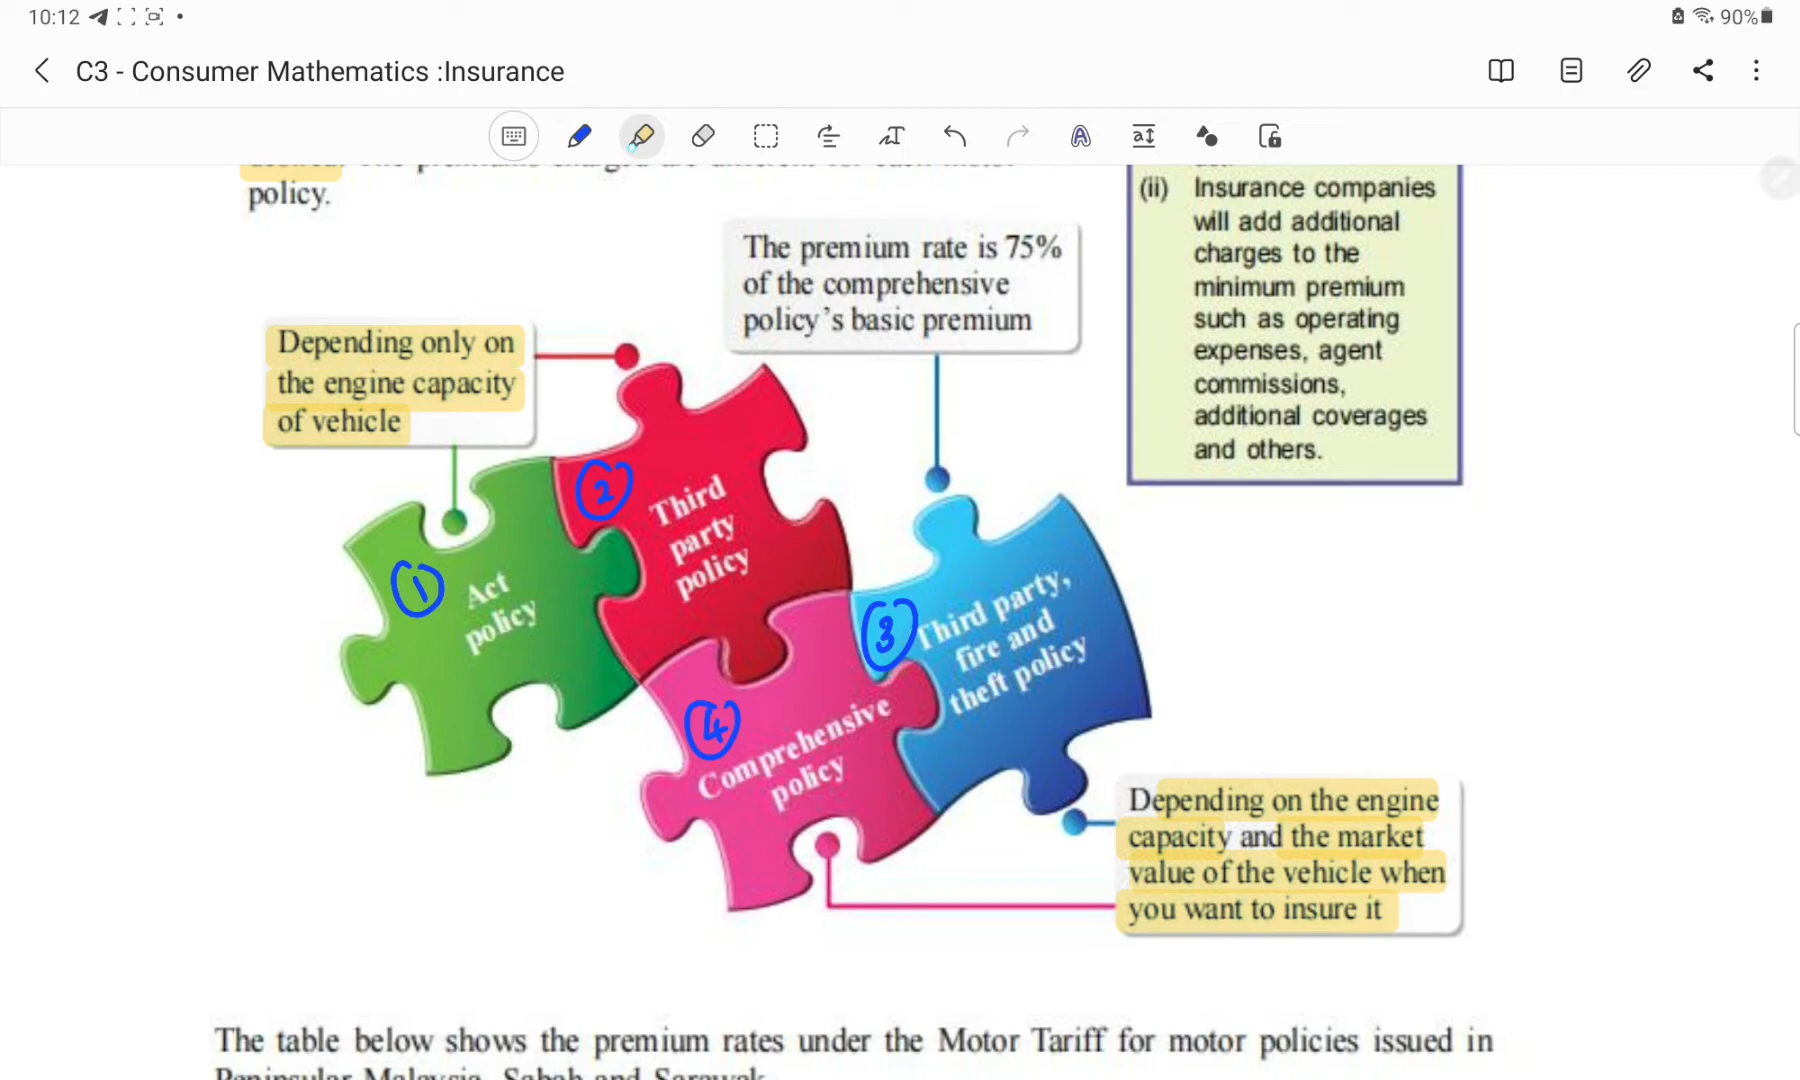 10:12
90%
C3 - Consumer Mathematics :Insurance
policy.
(ii) Insurance companies
will add additional
charges to the
minimum premium
such as operating
expenses, agent
commissions,
additional coverages
and others.
The premium rate is 75%
of the comprehensive
policy's basic premium
Depending only on
the engine capacity
of vehicle
1
Act
policy
2
Third
party
policy
3
Third party,
fire and
theft policy
4
Comprehensive
policy
Depending on the engine
capacity and the market
value of the vehicle when
you want to insure it
The table below shows the premium rates under the Motor Tariff for motor policies issued in
Peninsular Malaysia, Sabah and Sarawak.